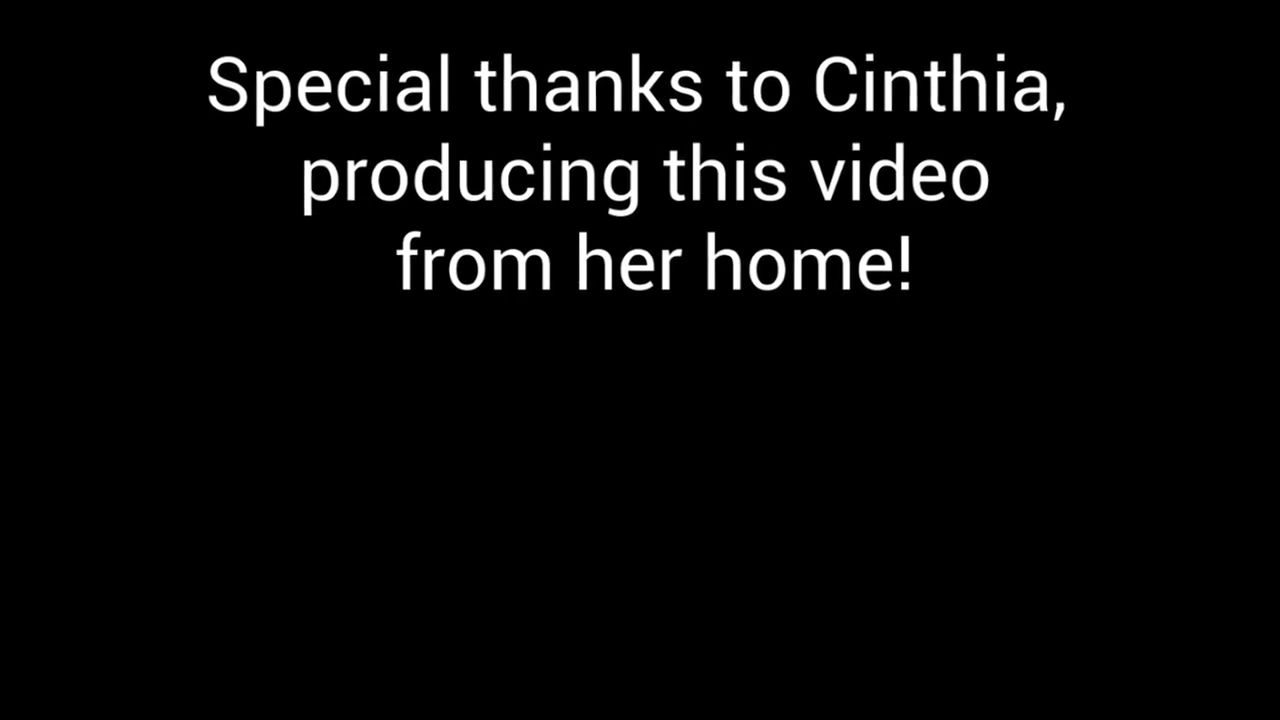 Special thanks to Cinthia,
producing this video
from her home!